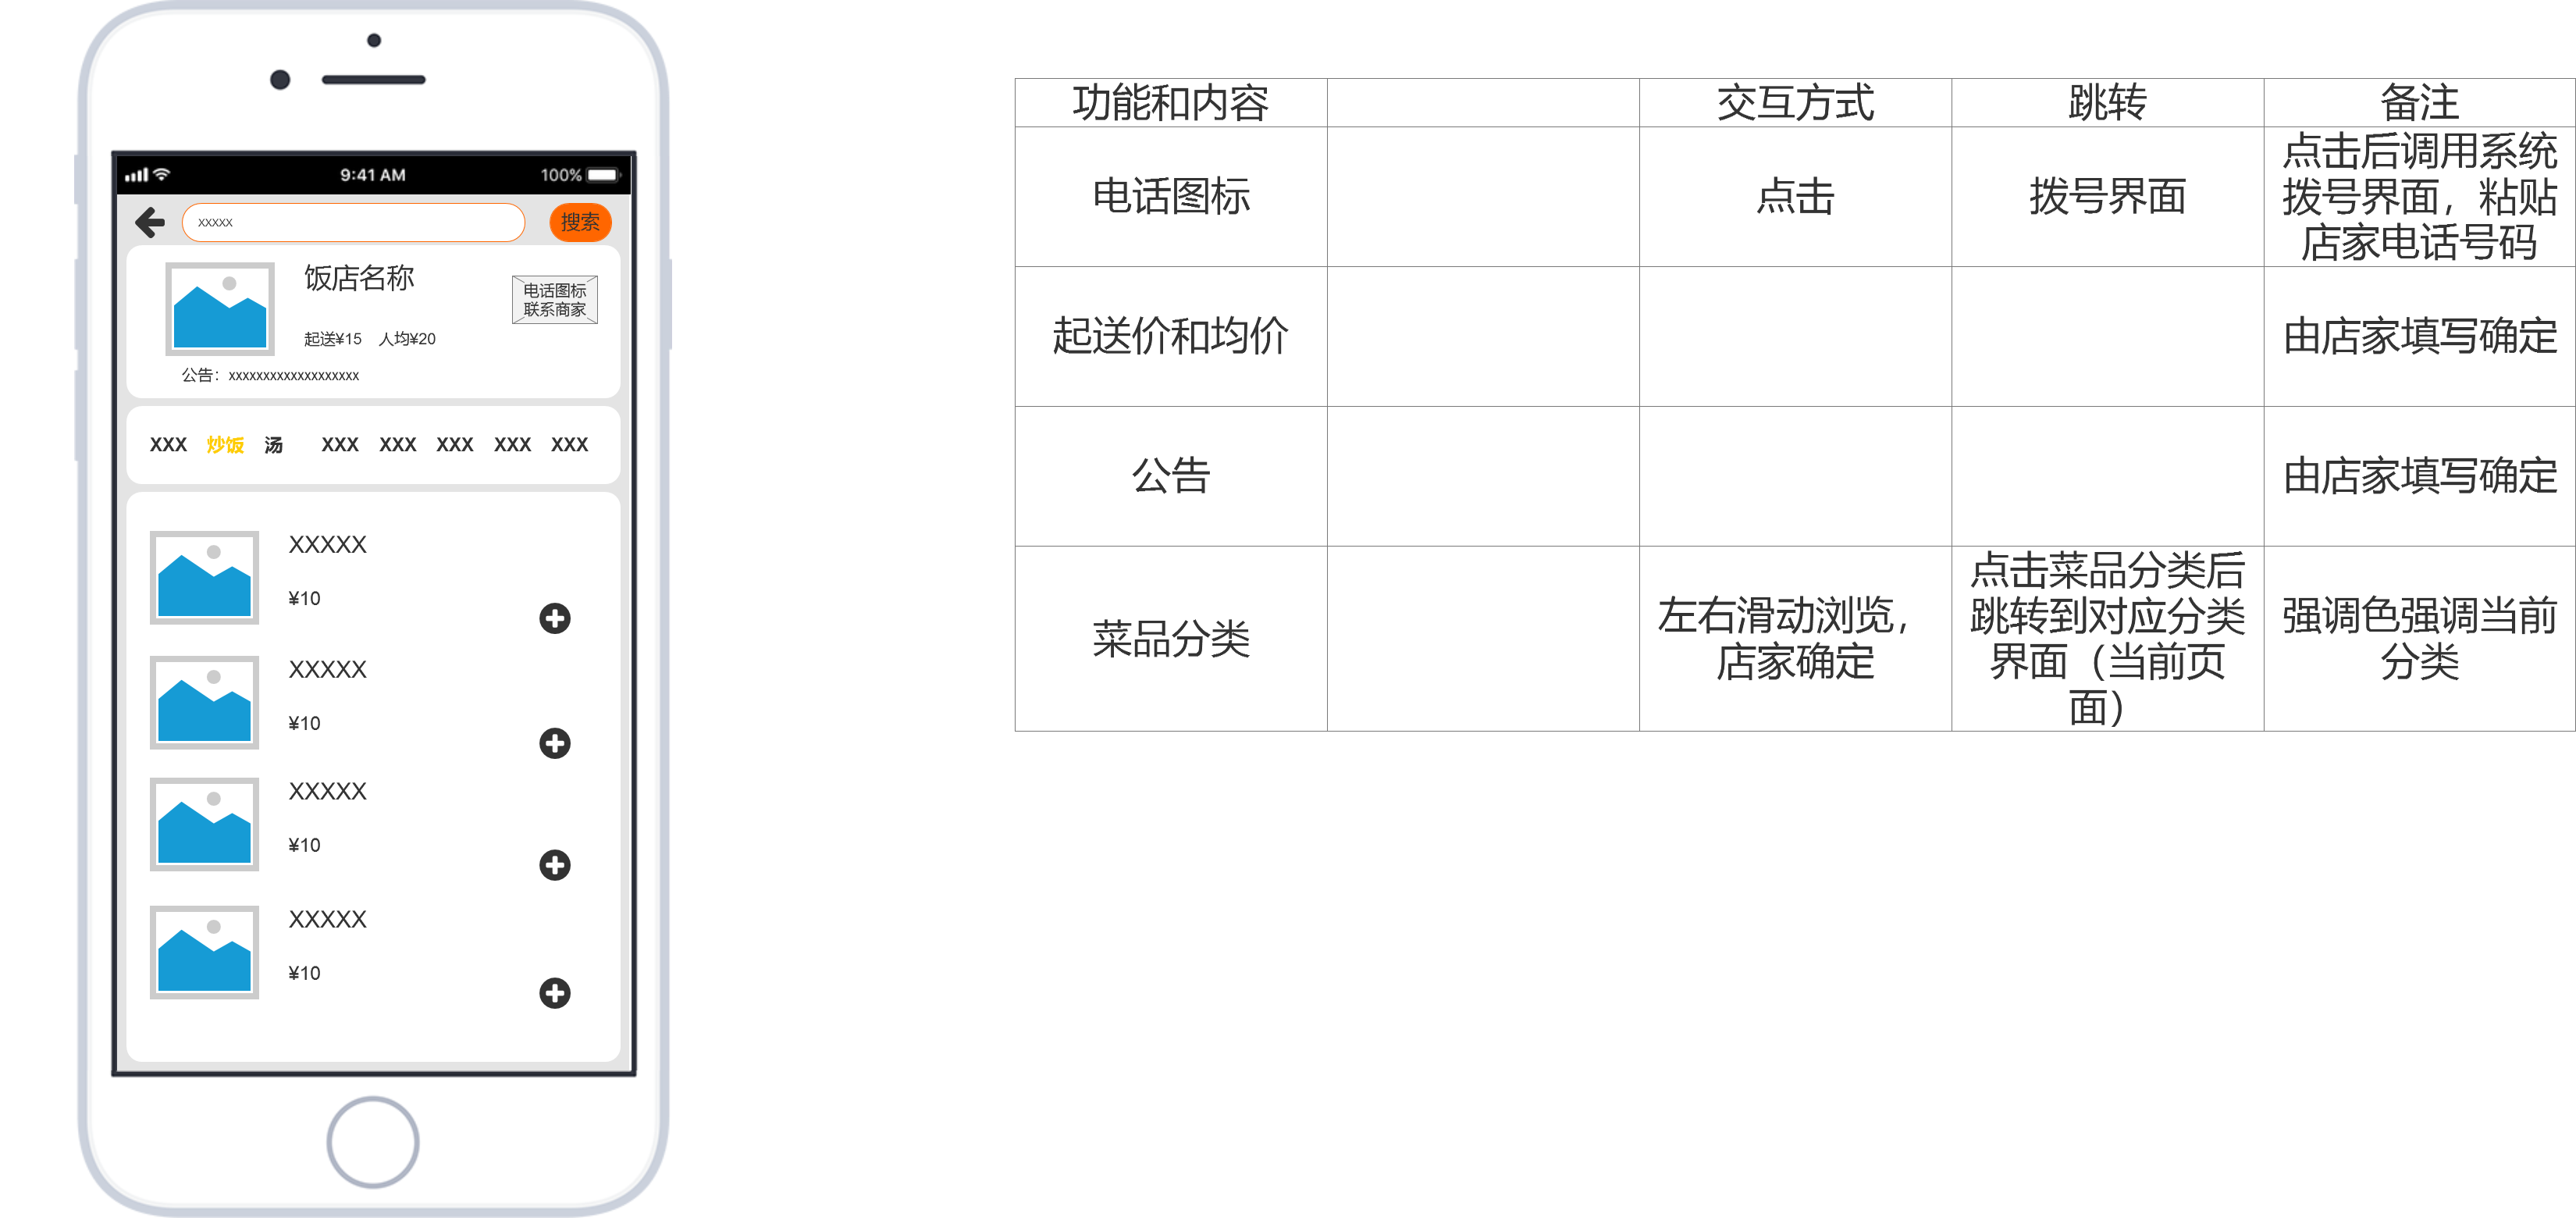 9:41 AM
100%
xxxxx
搜索
饭店名称
电话图标
联系商家
起送¥15 人均¥20
公告：xxxxxxxxxxxxxxxxxxx
XXX 炒饭 汤 XXX XXX XXX XXX XXX
XXXXX
¥10
XXXXX
¥10
XXXXX
¥10
XXXXX
¥10
功能和内容 交互方式 跳转 备注
电话图标
点击
拨号界面
点击后调用系统
拨号界面，粘贴
店家电话号码
起送价和均价
由店家填写确定
公告
由店家填写确定
菜品分类
左右滑动浏览，
店家确定
点击菜品分类后
跳转到对应分类
界面（当前页
面）
强调色强调当前
分类